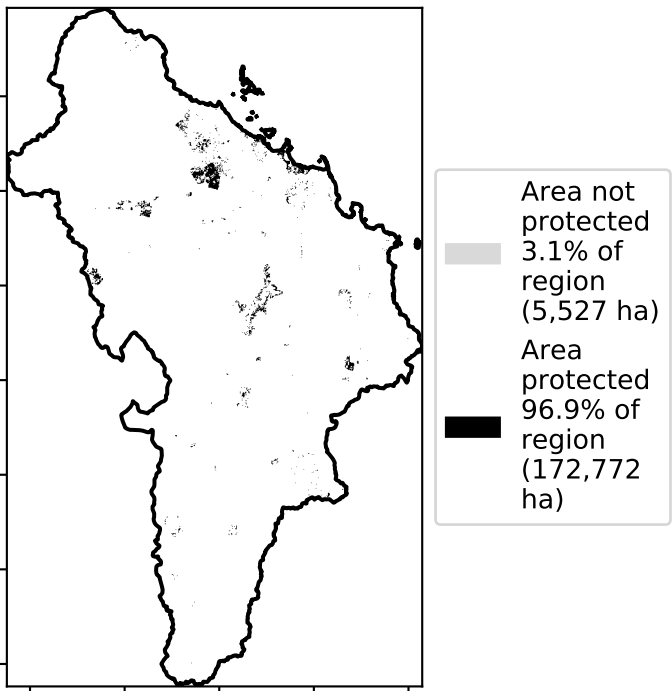 Area not
protected
3.1% of
region
(5,527 ha)
Area
protected
96.9% of
region
(172,772
ha)